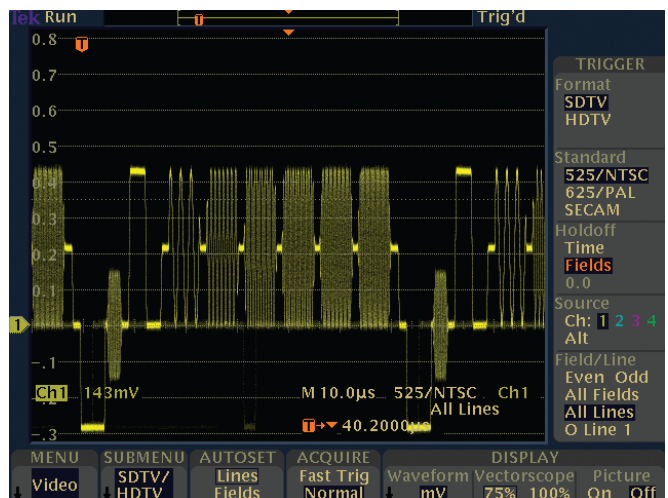 Tek Run Trig'd
T
T
0.8
0.7
0.6
0.5
0.4
0.3
0.2
0.1
1
-.1
-.3
Ch1 143mV M 10.0µs 525/NTSC Ch1
All Lines
T 40.2000µs
TRIGGER
Format
SDTV
HDTV
Standard
525/NTSC
625/PAL
SECAM
Holdoff
Time
Fields
0.0
Source
Ch: 1 2 3 4
Alt
Field/Line
Even Odd
All Fields
All Lines
O Line 1
MENU
Video
SUBMENU
SDTV/
HDTV
AUTOSET
Lines
Fields
ACQUIRE
Fast Trig
Normal
DISPLAY
Waveform
mV
Vectorscope
75% 100%
Picture
On Off